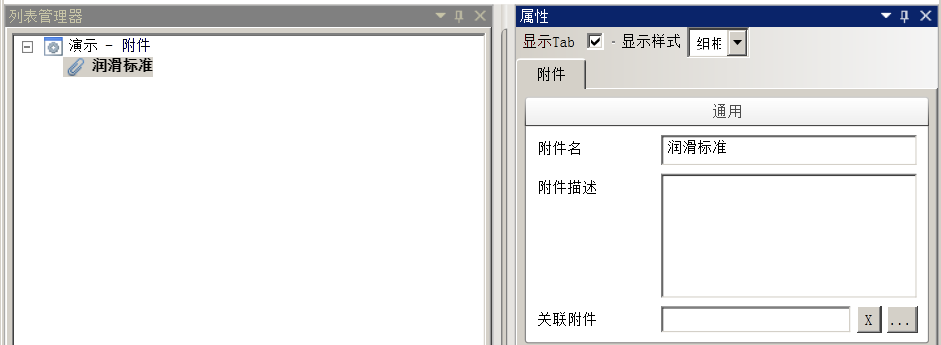 列表管理器
演示 - 附件
润滑标准
属性
显示Tab - 显示样式
附件
通用
附件名 润滑标准
附件描述
关联附件 X ...